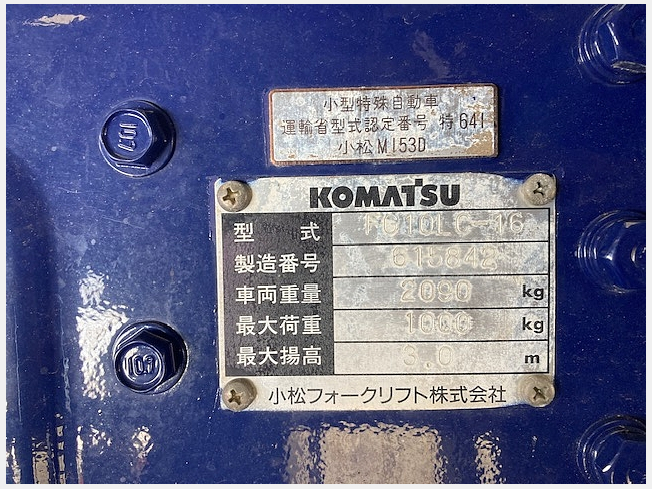 小型特殊自動車
運輸省型式認定番号 特641
小松M153D
KOMATSU
型式 FG10LC-16
製造番号 615842
車両重量 2090 kg
最大荷重 1000 kg
最大揚高 3.0 m
小松フォークリフト株式会社
10.9